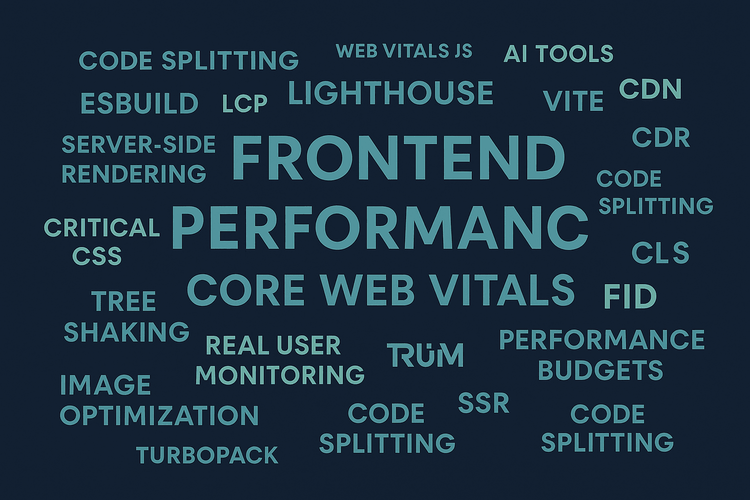 WEB VITALS JS
AI TOOLS
CODE SPLITTING
LIGHTHOUSE
CDN
ESBUILD
LCP
VITE
SERVER-SIDE
RENDERING
FRONTEND
CDR
CODE
SPLITTING
CRITICAL
CSS
PERFORMANC
CLS
CORE WEB VITALS
FID
TREE
SHAKING
REAL USER
MONITORING
TRÜM
PERFORMANCE
BUDGETS
IMAGE
OPTIMIZATION
CODE
SPLITTING
SSR
CODE
SPLITTING
TURBOPACK